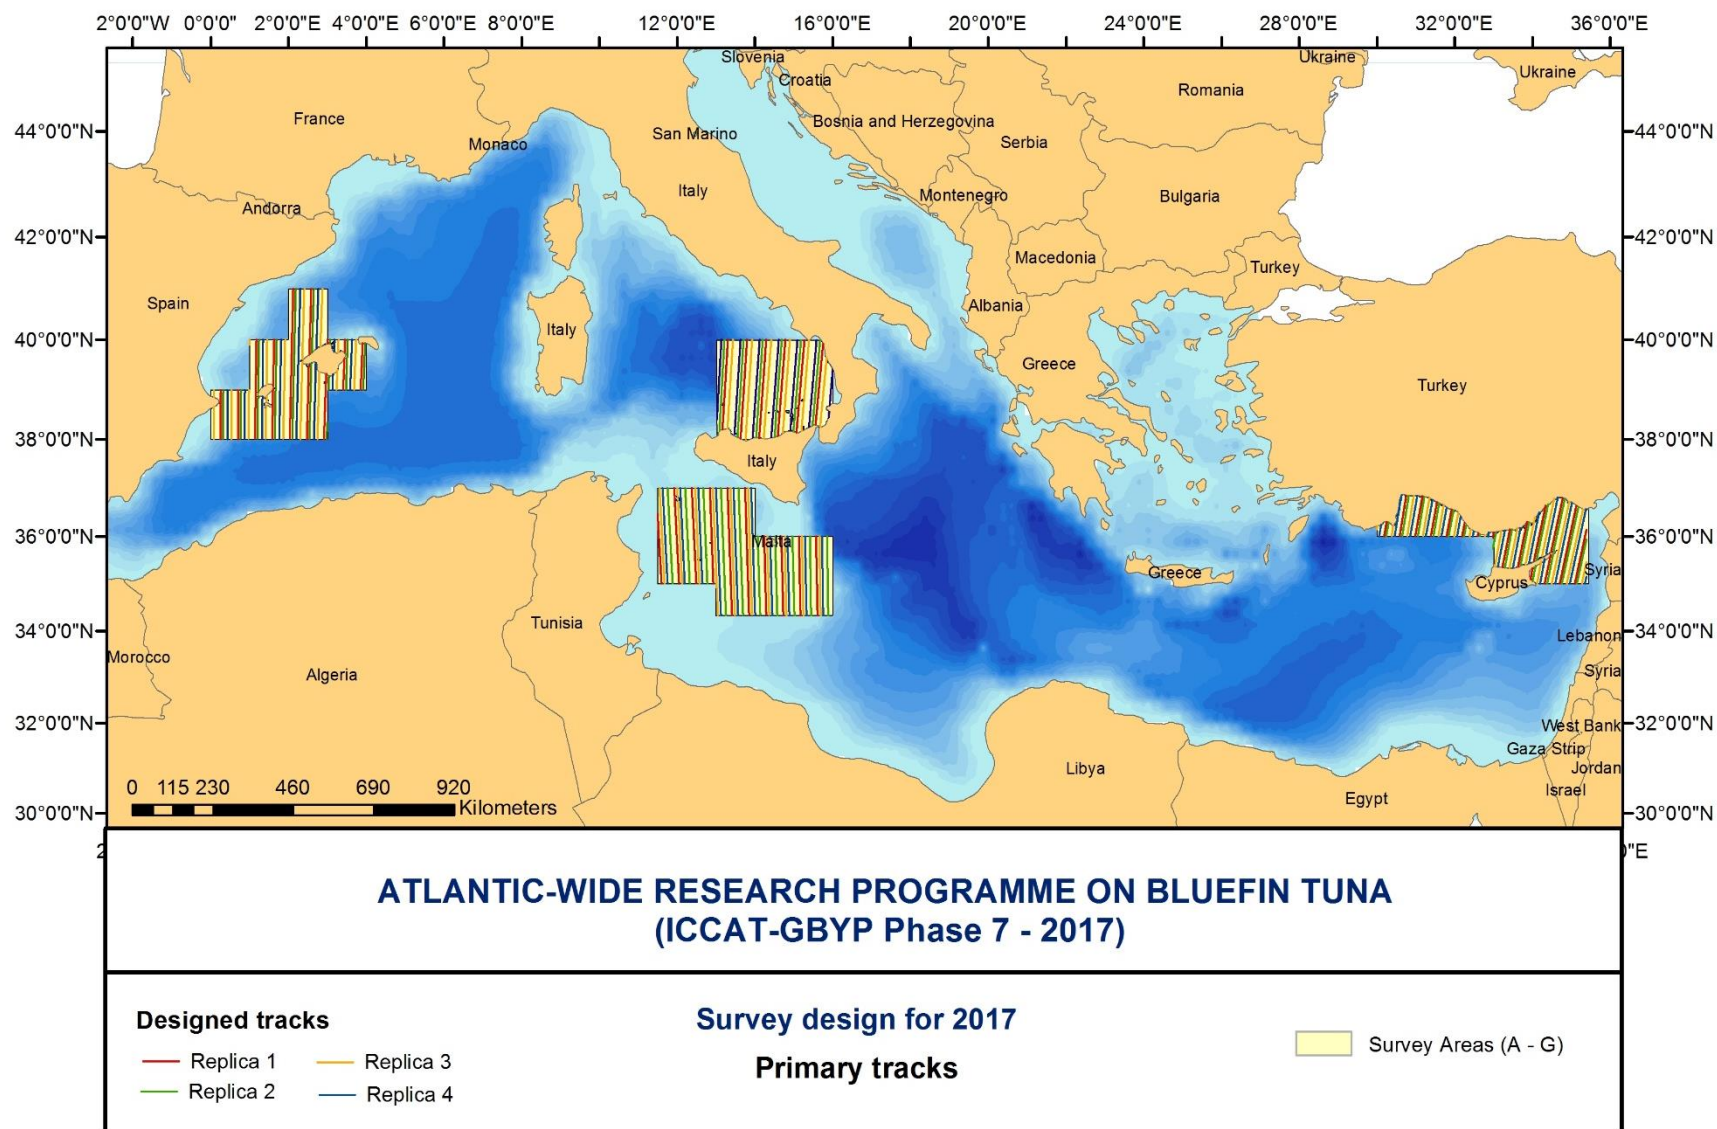 2°0'0"W 0°0'0" 2°0'0"E 4°0'0"E 6°0'0"E 8°0'0"E 12°0'0"E 16°0'0"E 20°0'0"E 24°0'0"E 28°0'0"E 32°0'0"E 36°0'0"E
Slovenia Ukraine
Croatia Ukraine
Romania
France Bosnia and Herzegovina
44°0'0"N San Marino 44°0'0"N
Monaco Serbia
Italy Montenegro Bulgaria
Andorra
42°0'0"N 42°0'0"N
Macedonia Turkey
Spain Albania
Italy
40°0'0"N 40°0'0"N
Greece
Turkey
38°0'0"N 38°0'0"N
Italy
36°0'0"N Malta 36°0'0"N
Greece Cyprus Syria
Tunisia
34°0'0"N Lebanon 34°0'0"N
Morocco
Algeria Syria
32°0'0"N West Bank 32°0'0"N
Gaza Strip
Libya Jordan
0 115 230 460 690 920 Israel
Kilometers Egypt
30°0'0"N 30°0'0"N
2 0"E
ATLANTIC-WIDE RESEARCH PROGRAMME ON BLUEFIN TUNA
(ICCAT-GBYP Phase 7 - 2017)
Designed tracks
Replica 1 Replica 3
Replica 2 Replica 4
Survey design for 2017
Primary tracks
Survey Areas (A - G)